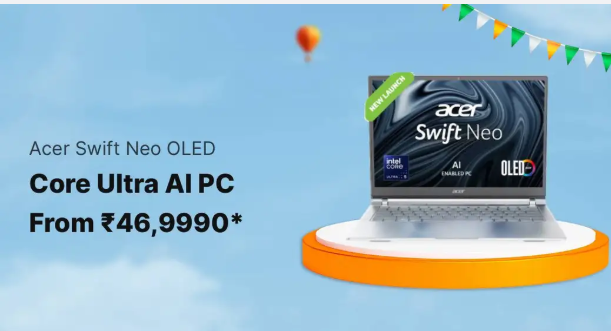 Acer Swift Neo OLED
Core Ultra AI PC
From ₹46,9990*
NEW LAUNCH
acer
Swift Neo
intel
CORE
ULTRA 5
AI
ENABLED PC
OLED
acer